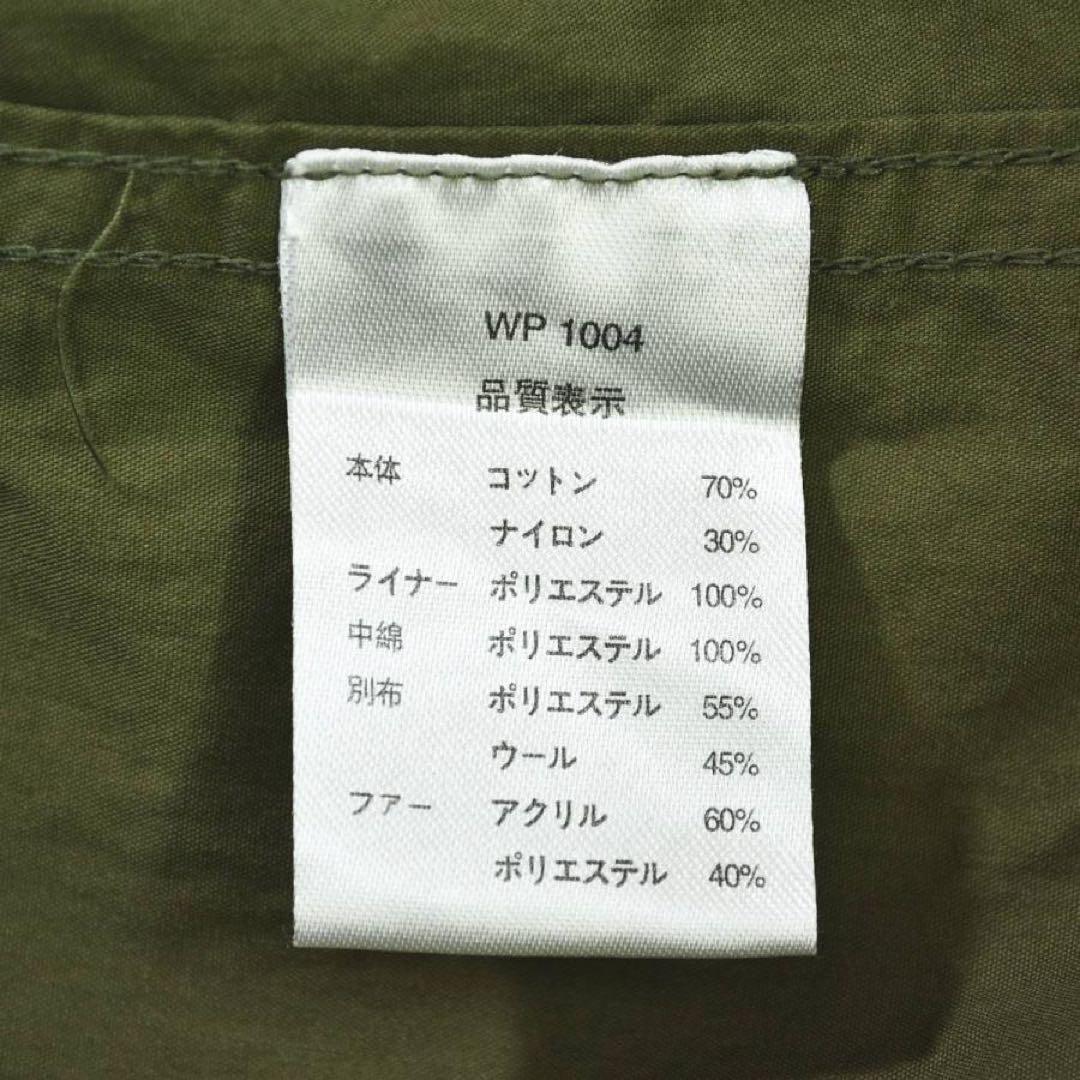 WP 1004
品質表示
本体 コットン 70%
ナイロン 30%
ライナー ポリエステル 100%
中綿 ポリエステル 100%
別布 ポリエステル 55%
ウール 45%
ファー アクリル 60%
ポリエステル 40%